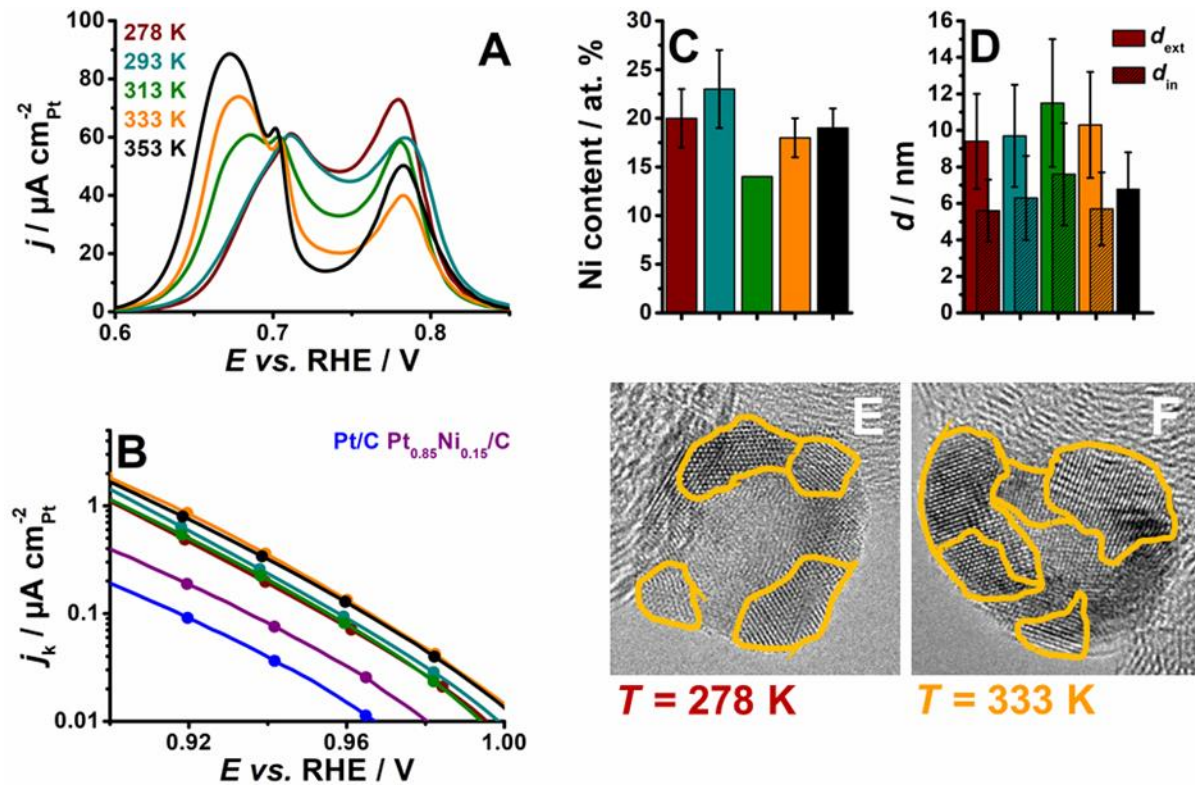 A
278 K
293 K
313 K
333 K
353 K
j / µA cm⁻²Pt
100
80
60
40
20
0
0.6 0.7 0.8
E vs. RHE / V
B
Pt/C Pt0.85Ni0.15/C
jk / µA cm⁻²Pt
1
0.1
0.01
0.92 0.96 1.00
E vs. RHE / V
C
Ni content / at. %
30
25
20
15
10
5
0
D
dext
din
d / nm
16
14
12
10
8
6
4
2
0
E
T = 278 K
F
T = 333 K